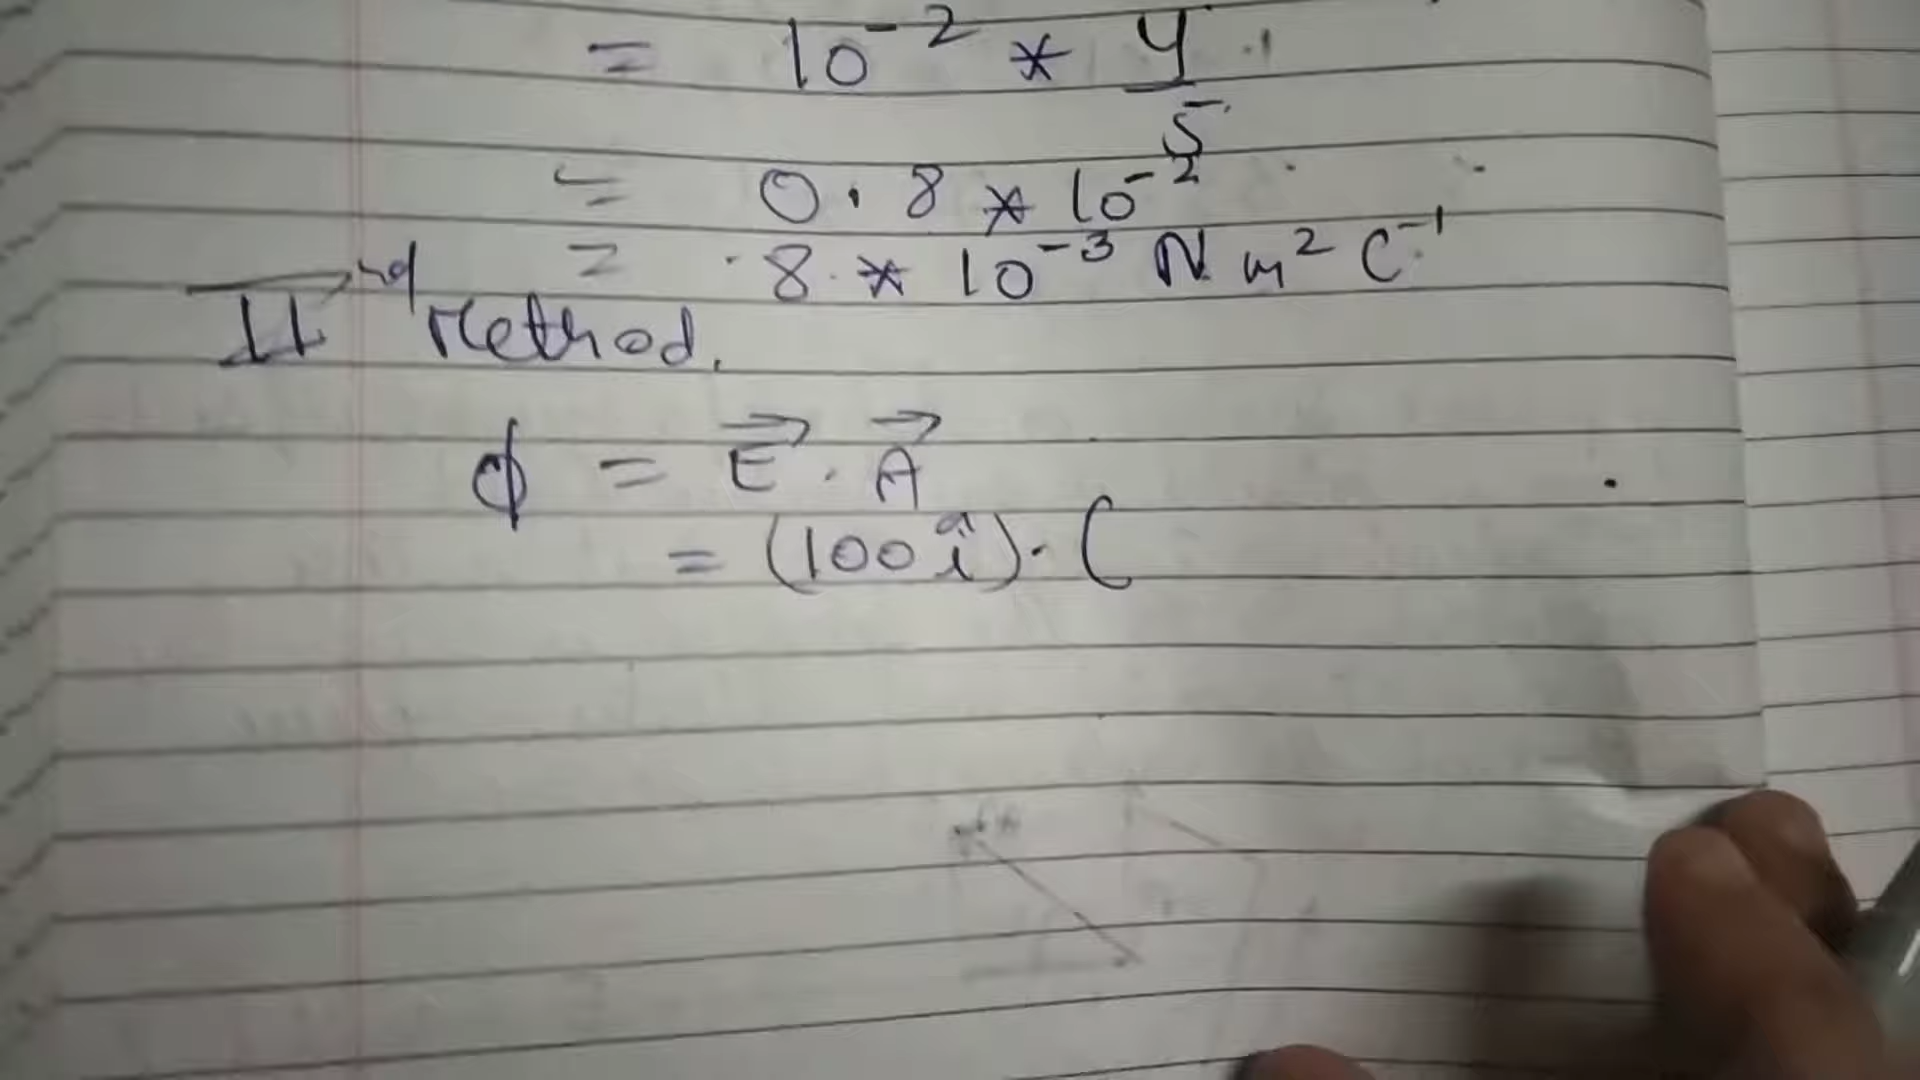 = 10⁻² * 4/5
= 0.8 * 10⁻²
= 8 * 10⁻³ N m² C⁻¹
IInd Method.
ϕ = E⃗ . A⃗
= (100 î) . (